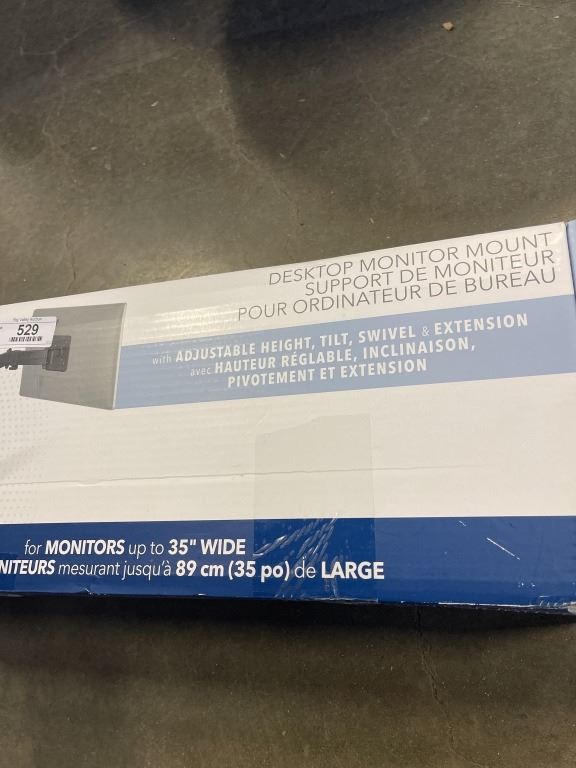 DESKTOP MONITOR MOUNT
SUPPORT DE MONITEUR
POUR ORDINATEUR DE BUREAU
529
with ADJUSTABLE HEIGHT, TILT, SWIVEL & EXTENSION
avec HAUTEUR RÉGLABLE, INCLINAISON,
PIVOTEMENT ET EXTENSION
for MONITORS up to 35" WIDE
NITEURS mesurant jusqu'à 89 cm (35 po) de LARGE